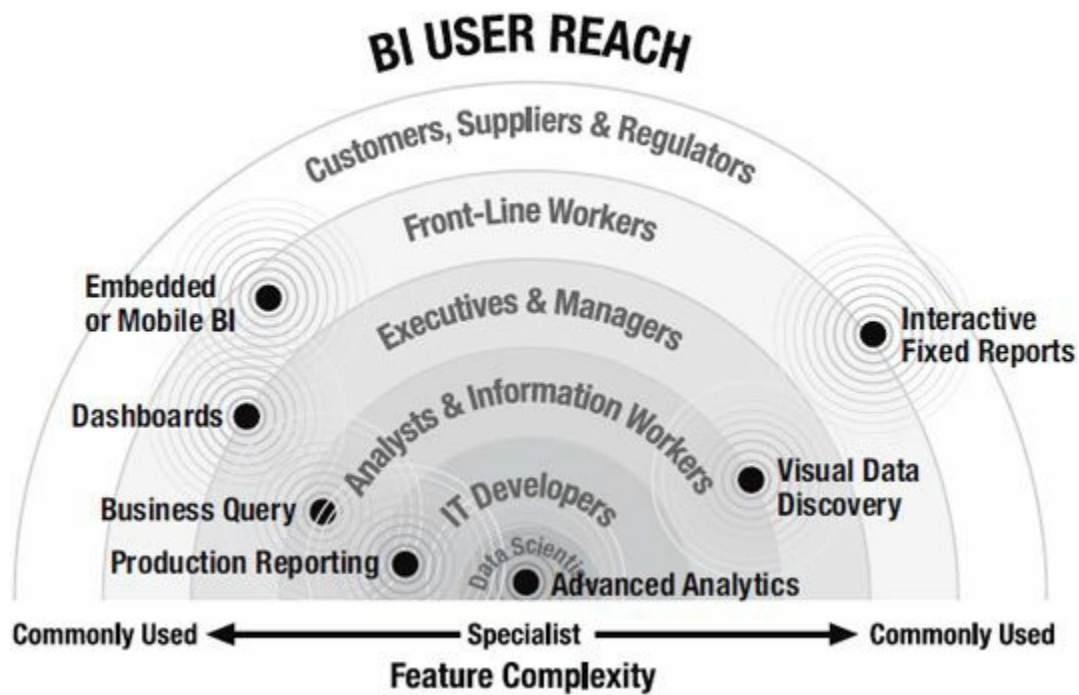 BI USER REACH
Customers, Suppliers & Regulators
Front-Line Workers
Executives & Managers
Analysts & Information Workers
IT Developers
Data Scienti
Embedded
or Mobile BI
Interactive
Fixed Reports
Dashboards
Visual Data
Discovery
Business Query
Production Reporting
Advanced Analytics
Commonly Used
Specialist
Commonly Used
Feature Complexity